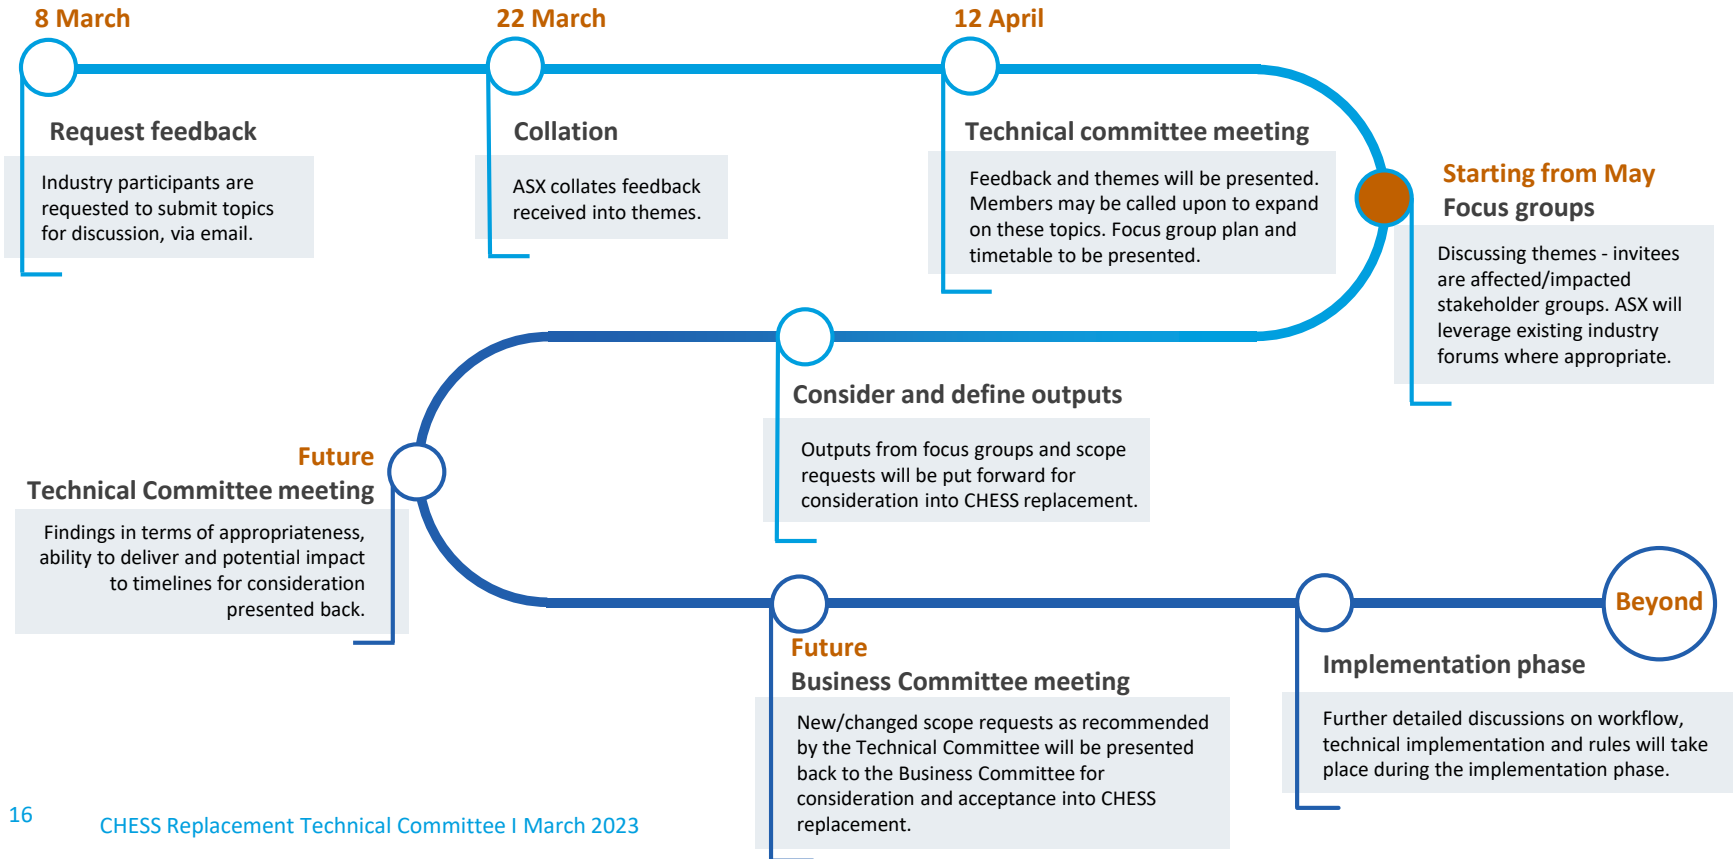 8 March
Request feedback
Industry participants are
requested to submit topics
for discussion, via email.
22 March
Collation
ASX collates feedback
received into themes.
12 April
Technical committee meeting
Feedback and themes will be presented.
Members may be called upon to expand
on these topics. Focus group plan and
timetable to be presented.
Starting from May
Focus groups
Discussing themes - invitees
are affected/impacted
stakeholder groups. ASX will
leverage existing industry
forums where appropriate.
Consider and define outputs
Outputs from focus groups and scope
requests will be put forward for
consideration into CHESS replacement.
Future
Technical Committee meeting
Findings in terms of appropriateness,
ability to deliver and potential impact
to timelines for consideration
presented back.
Future
Business Committee meeting
New/changed scope requests as recommended
by the Technical Committee will be presented
back to the Business Committee for
consideration and acceptance into CHESS
replacement.
Implementation phase
Further detailed discussions on workflow,
technical implementation and rules will take
place during the implementation phase.
Beyond
16
CHESS Replacement Technical Committee I March 2023